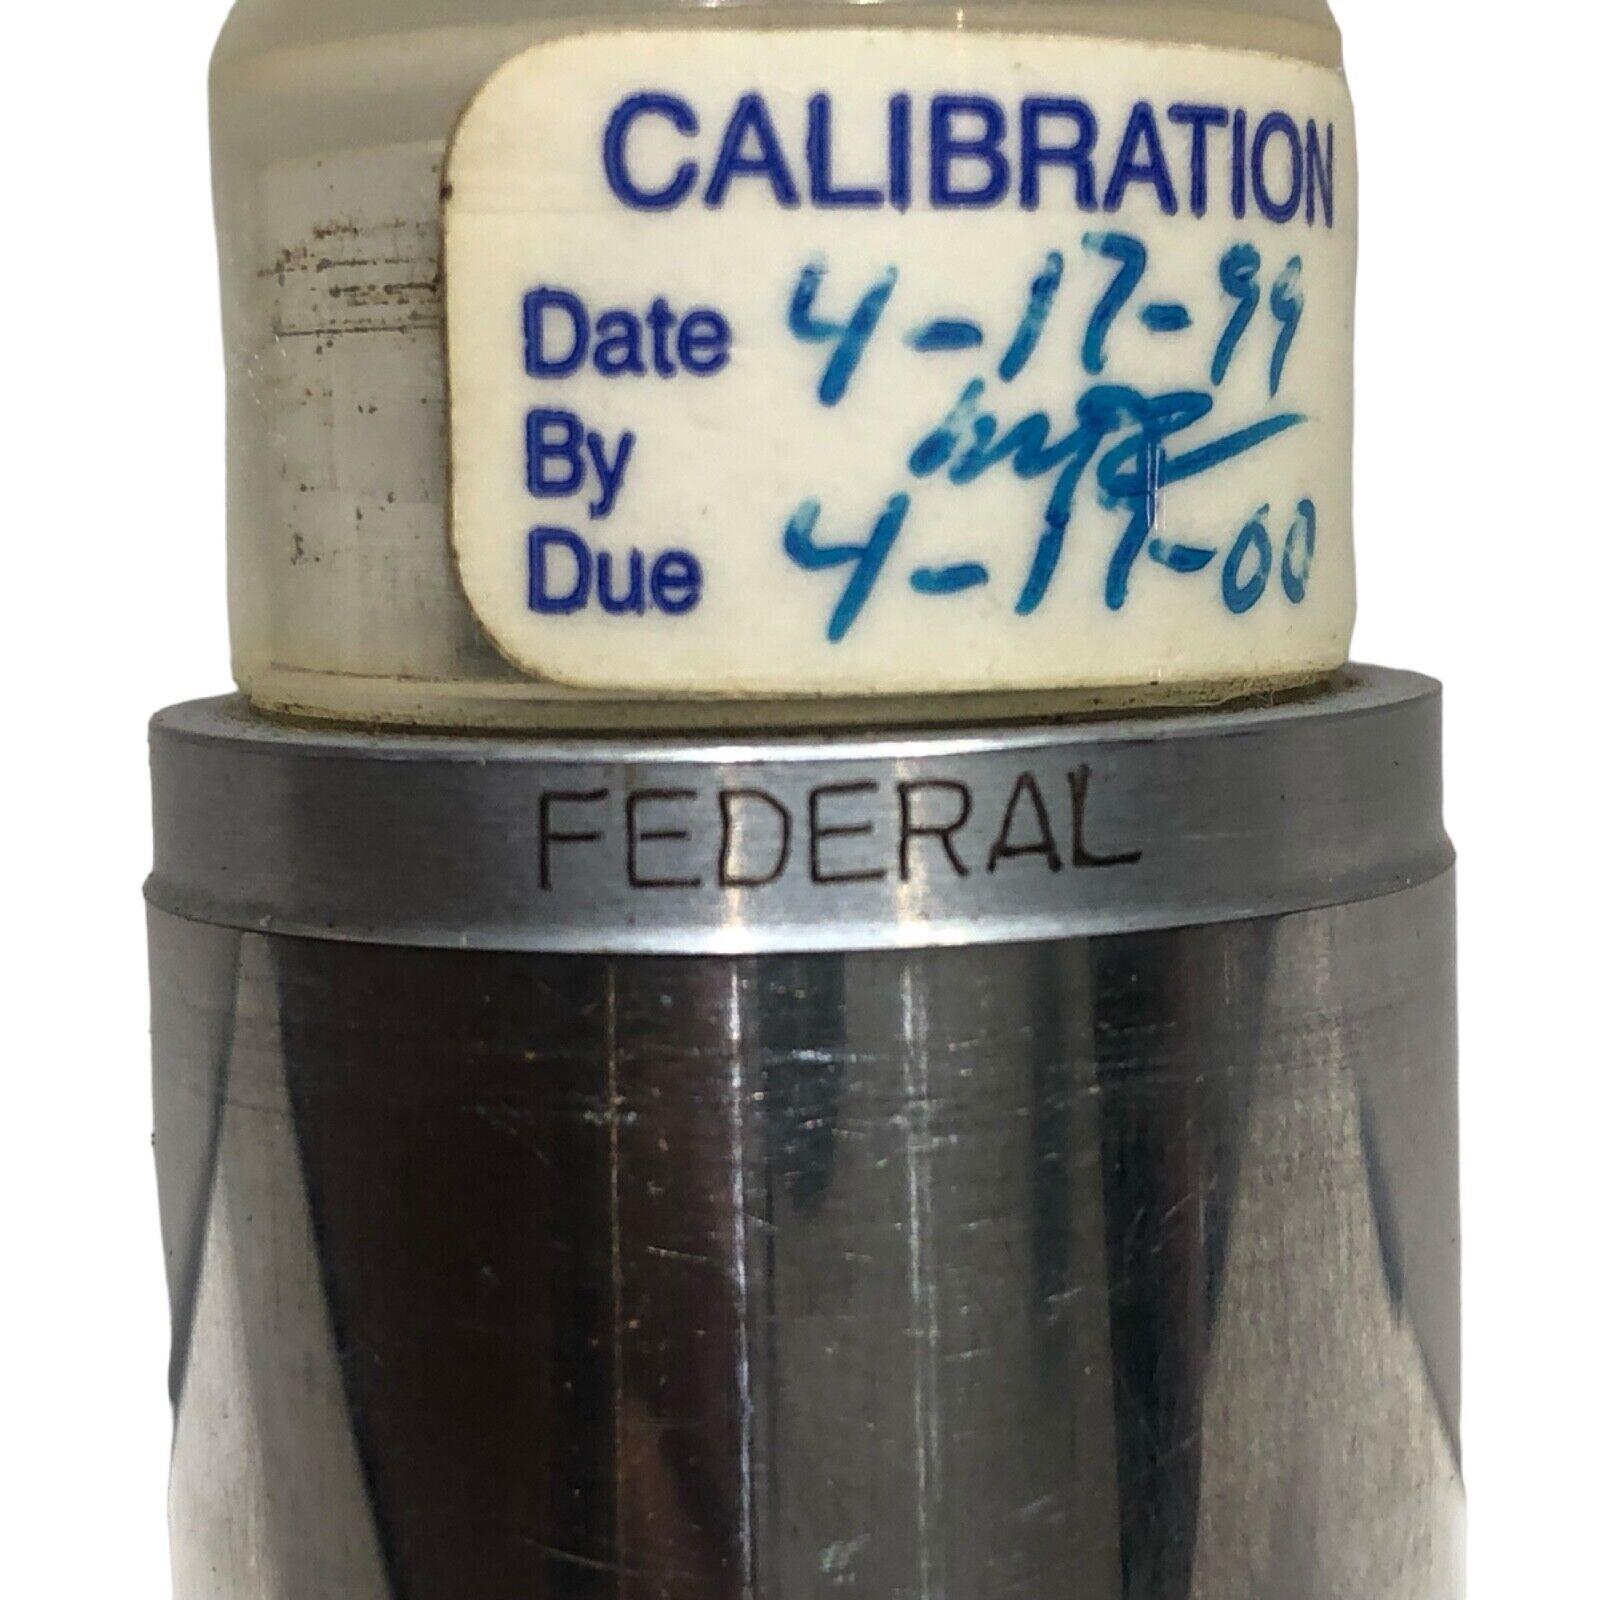 CALIBRATION
Date 4-17-99
By
Due 4-17-00
FEDERAL